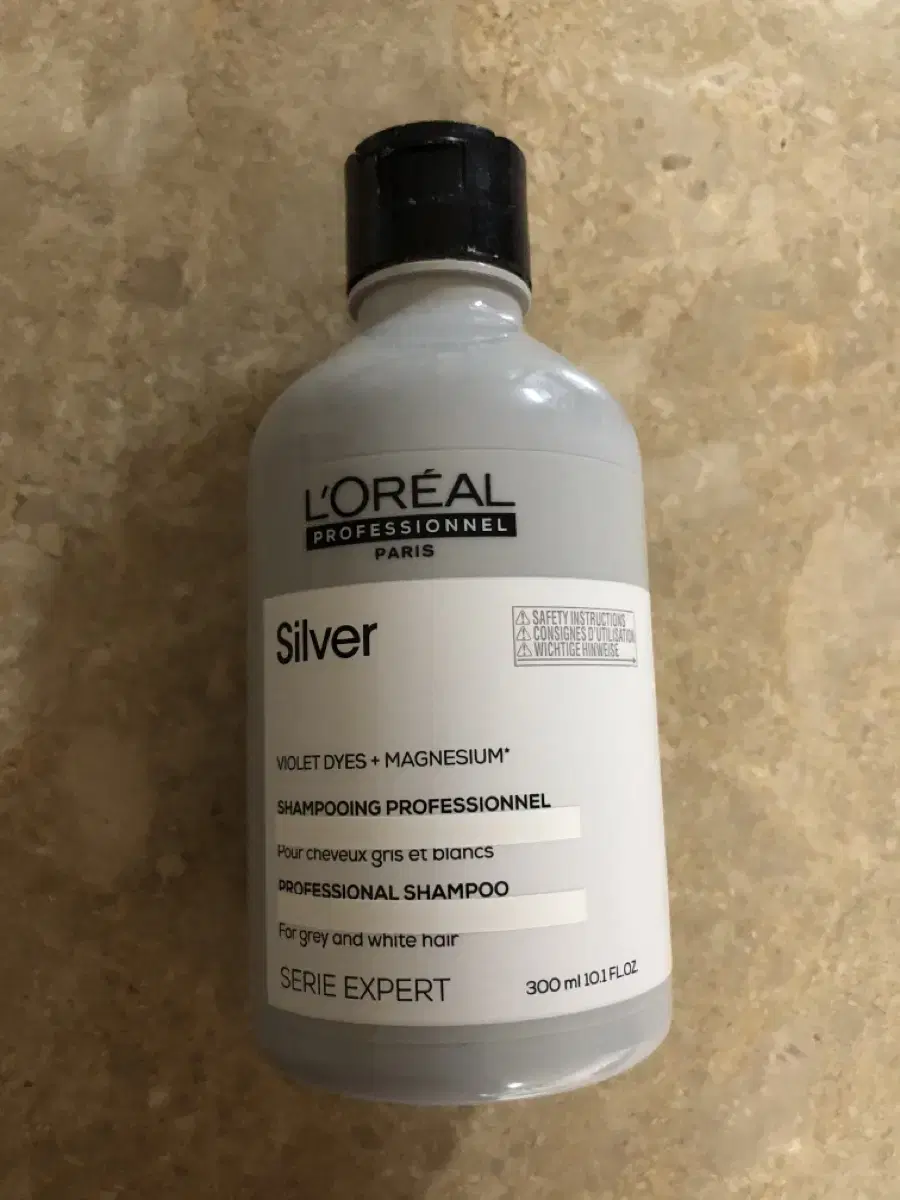 L'ORÉAL
PROFESSIONNEL
PARIS
Silver
⚠ SAFETY INSTRUCTIONS
⚠ CONSIGNES D'UTILISATION
⚠ WICHTIGE HINWEISE
VIOLET DYES + MAGNESIUM*
SHAMPOOING PROFESSIONNEL
Pour cheveux gris et blancs
PROFESSIONAL SHAMPOO
For grey and white hair
SERIE EXPERT
300 ml 10.1 FL.OZ